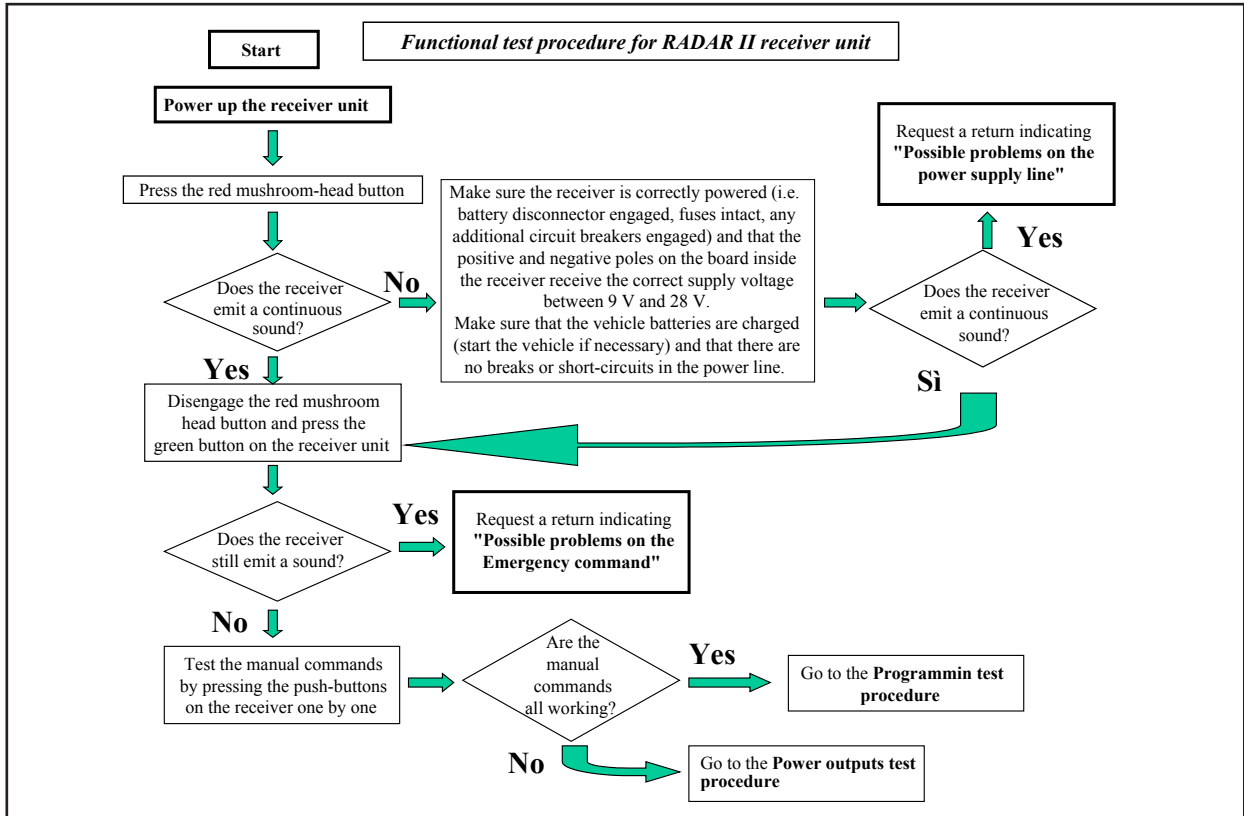 Start
Functional test procedure for RADAR II receiver unit
Power up the receiver unit
Press the red mushroom-head button
Does the receiver
emit a continuous
sound?
No
Make sure the receiver is correctly powered (i.e.
battery disconnector engaged, fuses intact, any
additional circuit breakers engaged) and that the
positive and negative poles on the board inside
the receiver receive the correct supply voltage
between 9 V and 28 V.
Make sure that the vehicle batteries are charged
(start the vehicle if necessary) and that there are
no breaks or short-circuits in the power line.
Request a return indicating
"Possible problems on the
power supply line"
Yes
Does the receiver
emit a continuous
sound?
Sì
Yes
Disengage the red mushroom
head button and press the
green button on the receiver unit
Does the receiver
still emit a sound?
Yes
Request a return indicating
"Possible problems on the
Emergency command"
No
Test the manual commands
by pressing the push-buttons
on the receiver one by one
Are the
manual
commands
all working?
Yes
Go to the Programmin test
procedure
No
Go to the Power outputs test
procedure